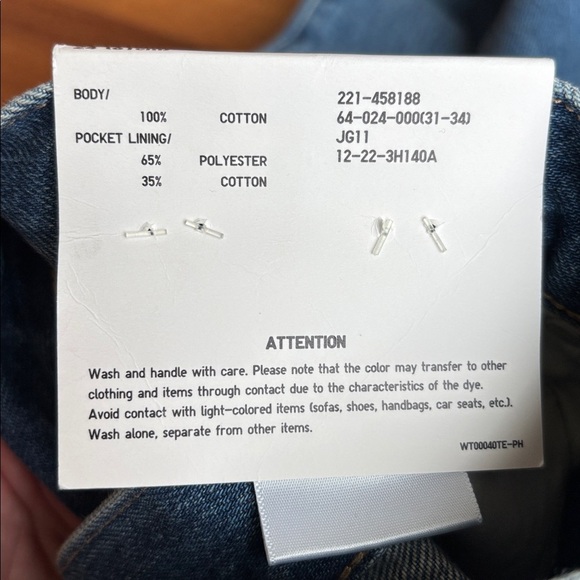 BODY/
100% COTTON
POCKET LINING/
65% POLYESTER
35% COTTON
221-458188
64-024-000(31-34)
JG11
12-22-3H140A
ATTENTION
Wash and handle with care. Please note that the color may transfer to other
clothing and items through contact due to the characteristics of the dye.
Avoid contact with light-colored items (sofas, shoes, handbags, car seats, etc.).
Wash alone, separate from other items.
WT00040TE-PH